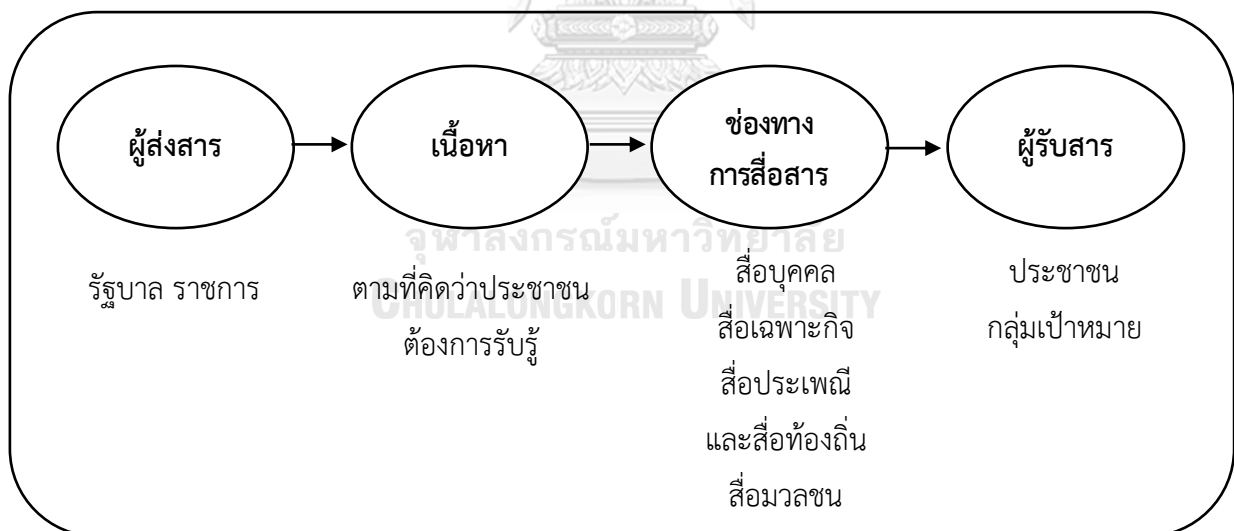 ผู้ส่งสาร
เนื้อหา
ช่องทาง
การสื่อสาร
ผู้รับสาร
รัฐบาล ราชการ
ตามที่คิดว่าประชาชน
ต้องการรับรู้
สื่อบุคคล
สื่อเฉพาะกิจ
สื่อประเพณี
และสื่อท้องถิ่น
สื่อมวลชน
ประชาชน
กลุ่มเป้าหมาย
จุฬาลงกรณ์มหาวิทยาลัย
CHULALONGKORN UNIVERSITY